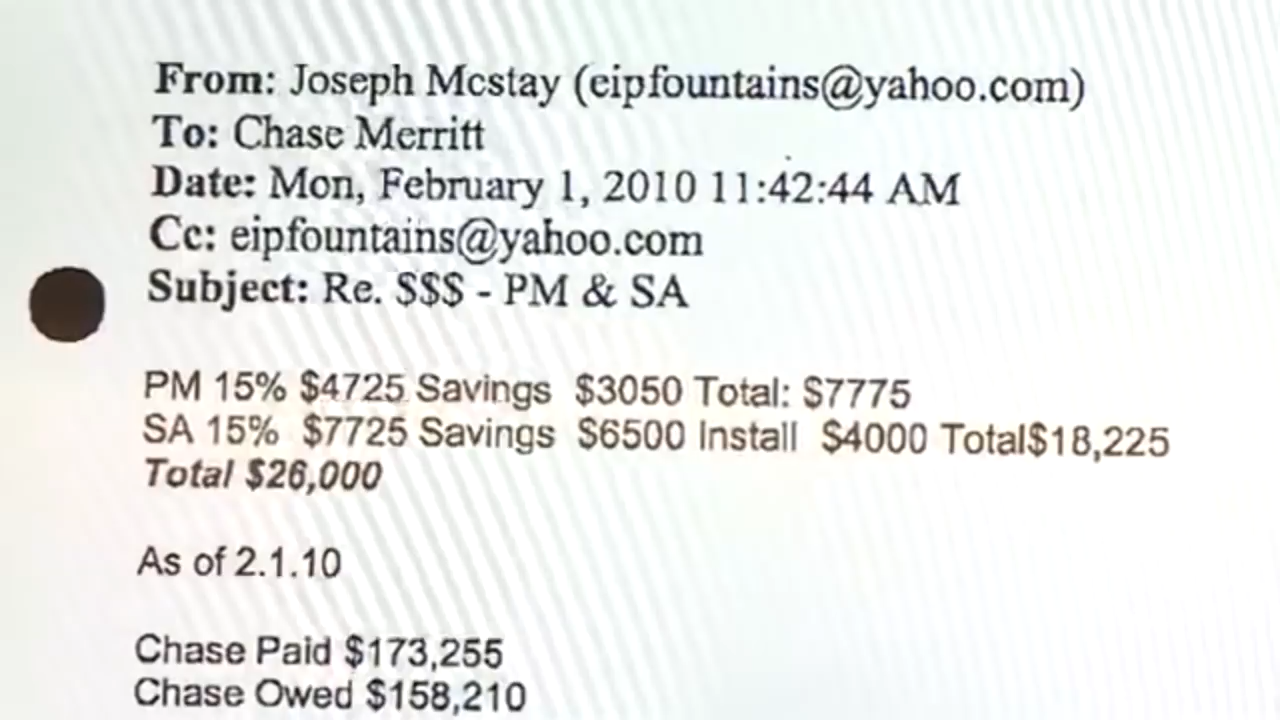 From: Joseph Mcstay (eipfountains@yahoo.com)
To: Chase Merritt
Date: Mon, February 1, 2010 11:42:44 AM
Cc: eipfountains@yahoo.com
Subject: Re. $$$ - PM & SA
PM 15% $4725 Savings $3050 Total: $7775
SA 15% $7725 Savings $6500 Install $4000 Total$18,225
Total $26,000
As of 2.1.10
Chase Paid $173,255
Chase Owed $158,210